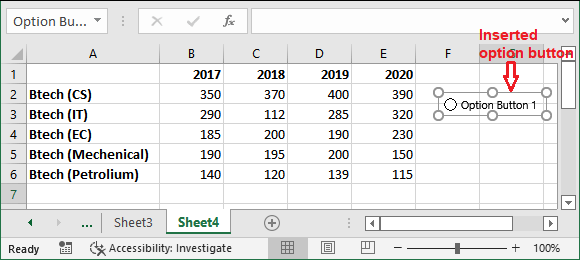 Option Bu...
fx
Inserted
option button
A B C D E F
1 2017 2018 2019 2020
2 Btech (CS) 350 370 400 390
Option Button 1
3 Btech (IT) 290 112 285 320
4 Btech (EC) 185 200 190 230
5 Btech (Mechenical) 190 195 200 150
6 Btech (Petrolium) 140 120 139 115
7
... Sheet3 Sheet4
Ready Accessibility: Investigate 100%